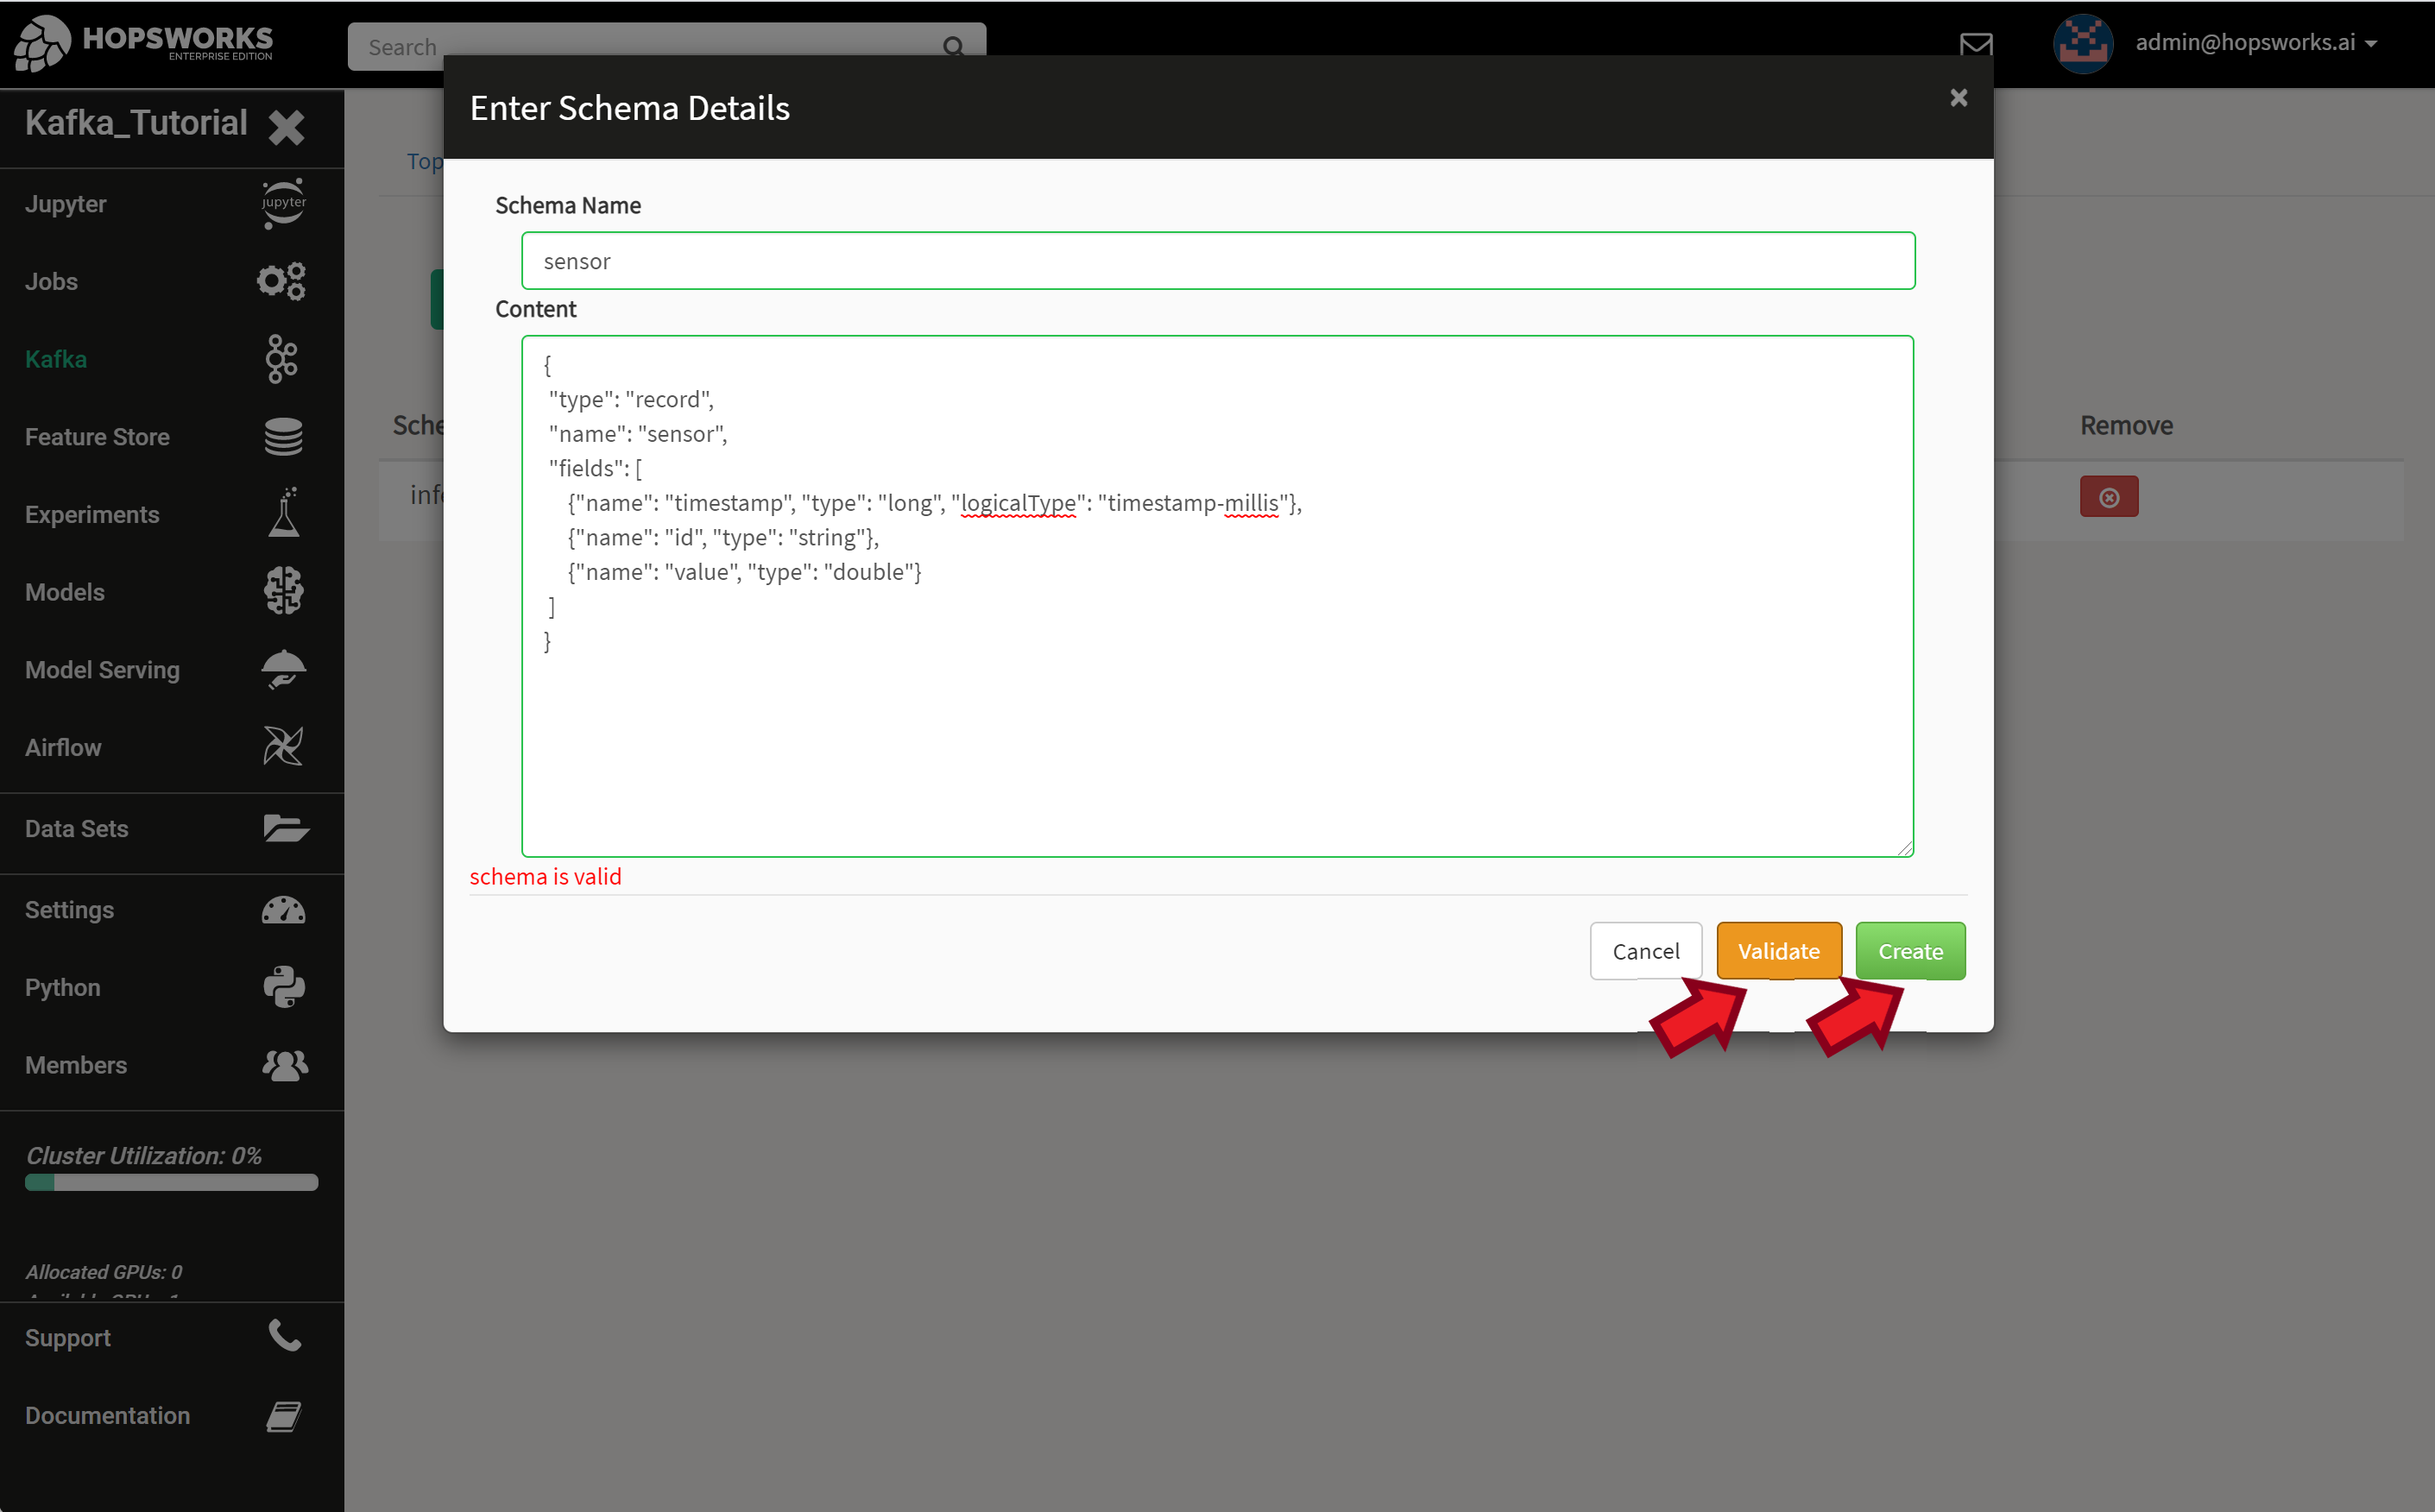 HOPSWORKS
ENTERPRISE EDITION
Search
admin@hopsworks.ai
Kafka_Tutorial
Jupyter
jupyter
Jobs
Kafka
Feature Store
Experiments
Models
Model Serving
Airflow
Data Sets
Settings
Python
Members
Cluster Utilization: 0%
Allocated GPUs: 0
Support
Documentation
Top
Sche
Remove
info
Enter Schema Details
Schema Name
sensor
Content
{
"type": "record",
"name": "sensor",
"fields": [
{"name": "timestamp", "type": "long", "logicalType": "timestamp-millis"},
{"name": "id", "type": "string"},
{"name": "value", "type": "double"}
]
}
schema is valid
Cancel
Validate
Create